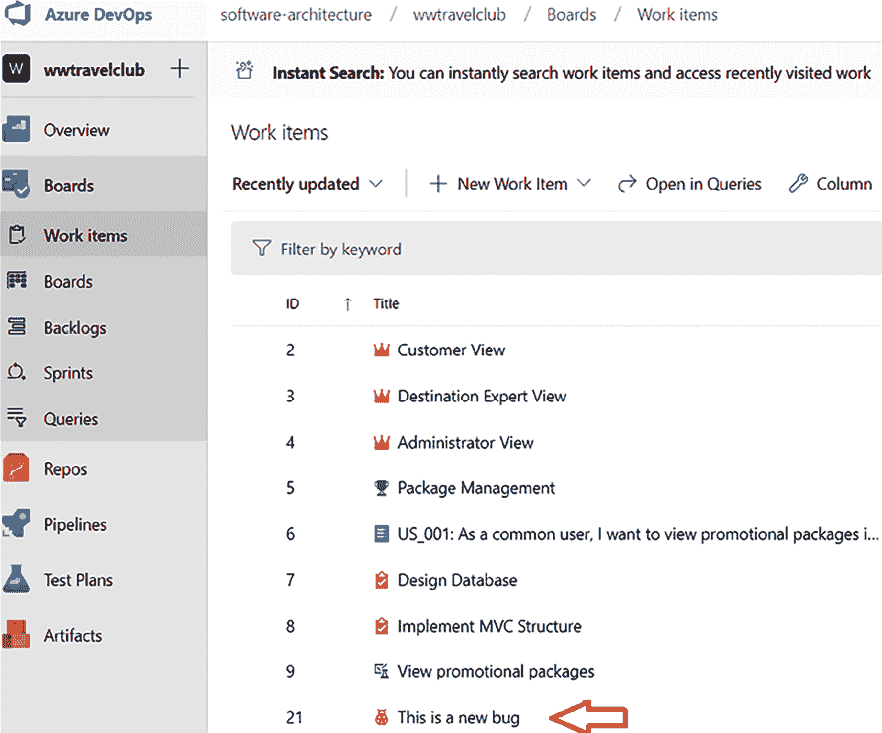 Azure DevOps
software-architecture / wwtravelclub / Boards / Work items
W wwtravelclub +
Instant Search: You can instantly search work items and access recently visited work
Overview
Work items
Boards
Recently updated
New Work Item
Open in Queries
Column
Work items
Filter by keyword
Boards
Backlogs
Sprints
Queries
Repos
Pipelines
Test Plans
Artifacts
ID ↑ Title
2 Customer View
3 Destination Expert View
4 Administrator View
5 Package Management
6 US_001: As a common user, I want to view promotional packages i...
7 Design Database
8 Implement MVC Structure
9 View promotional packages
21 This is a new bug